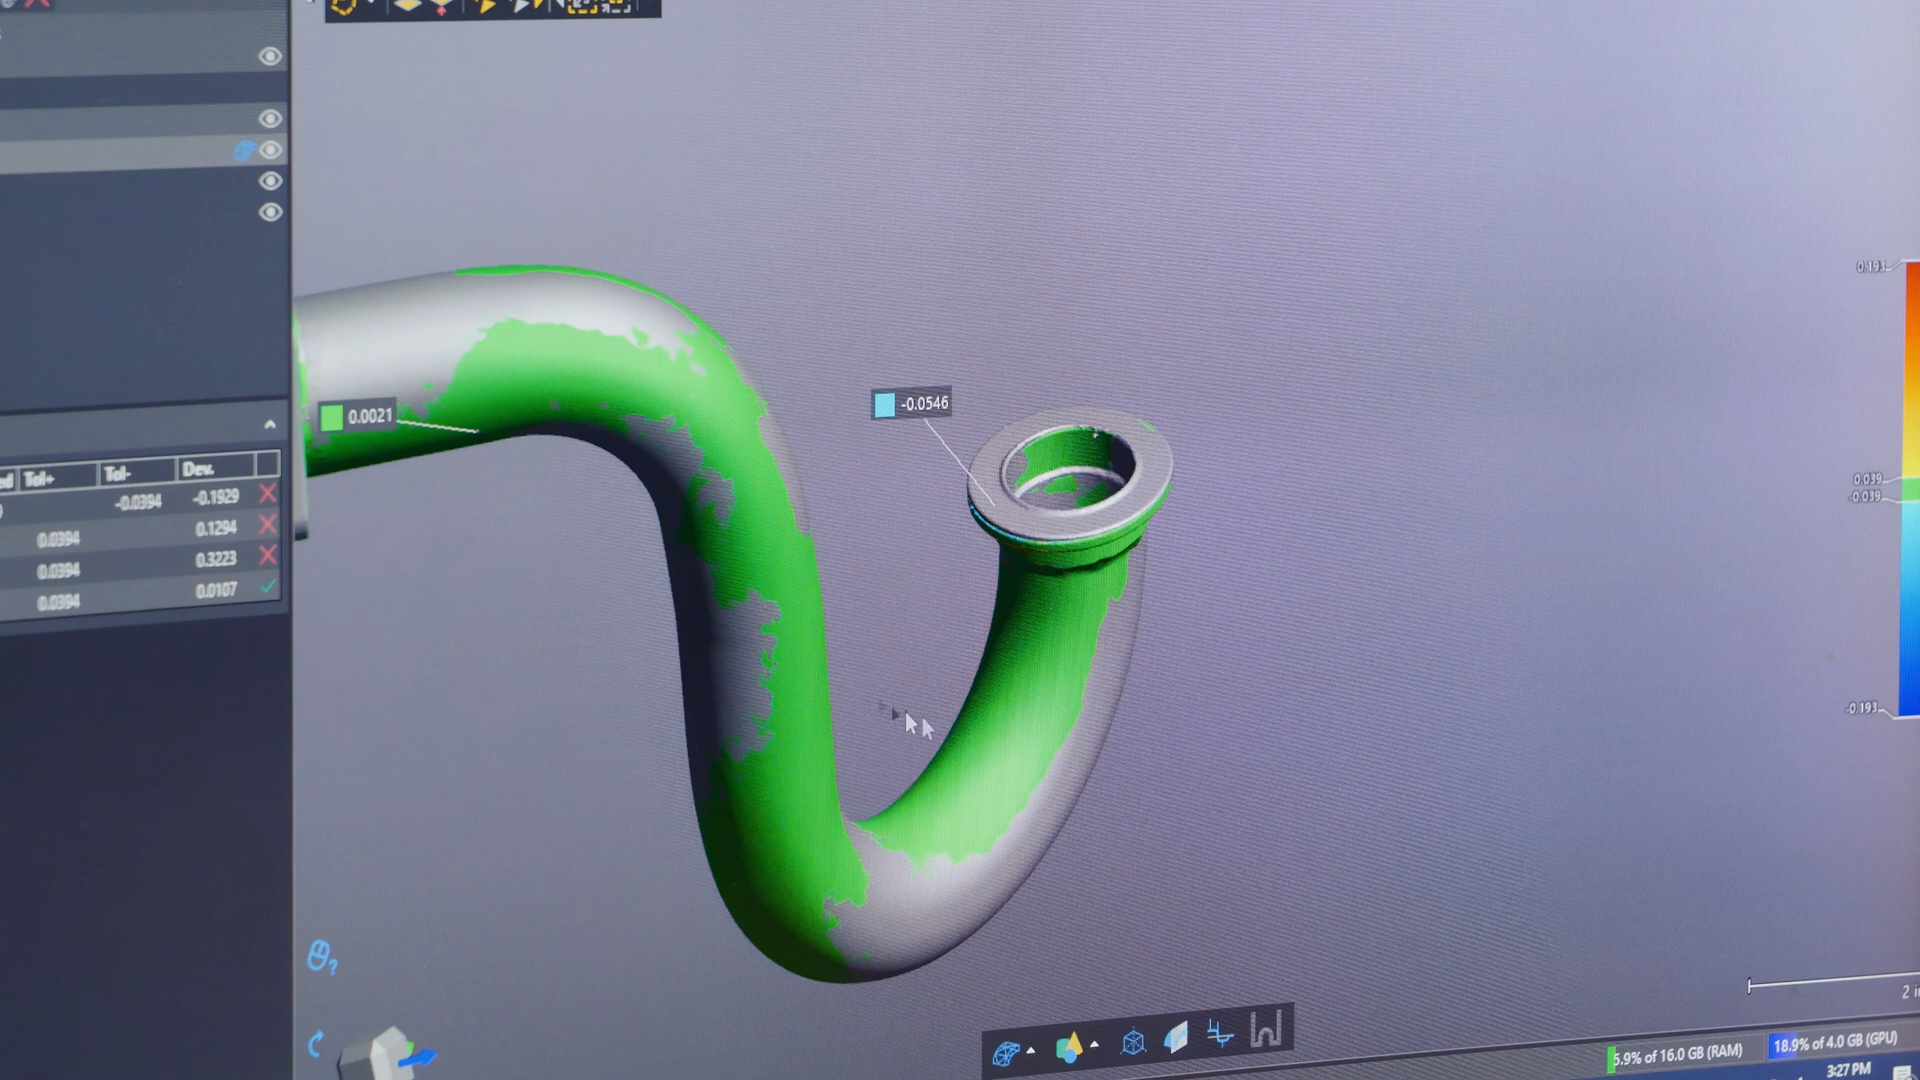 0.193
-0.0546
0.0021
Tol+ Tol- Dev.
-0.0394 -0.1929
0.0394 0.1294
0.0394 0.3223
0.0394 0.0107
0.039
-0.039
-0.193
2 i
5.9% of 16.0 GB (RAM) 18.9% of 4.0 GB (GPU)
3:27 PM